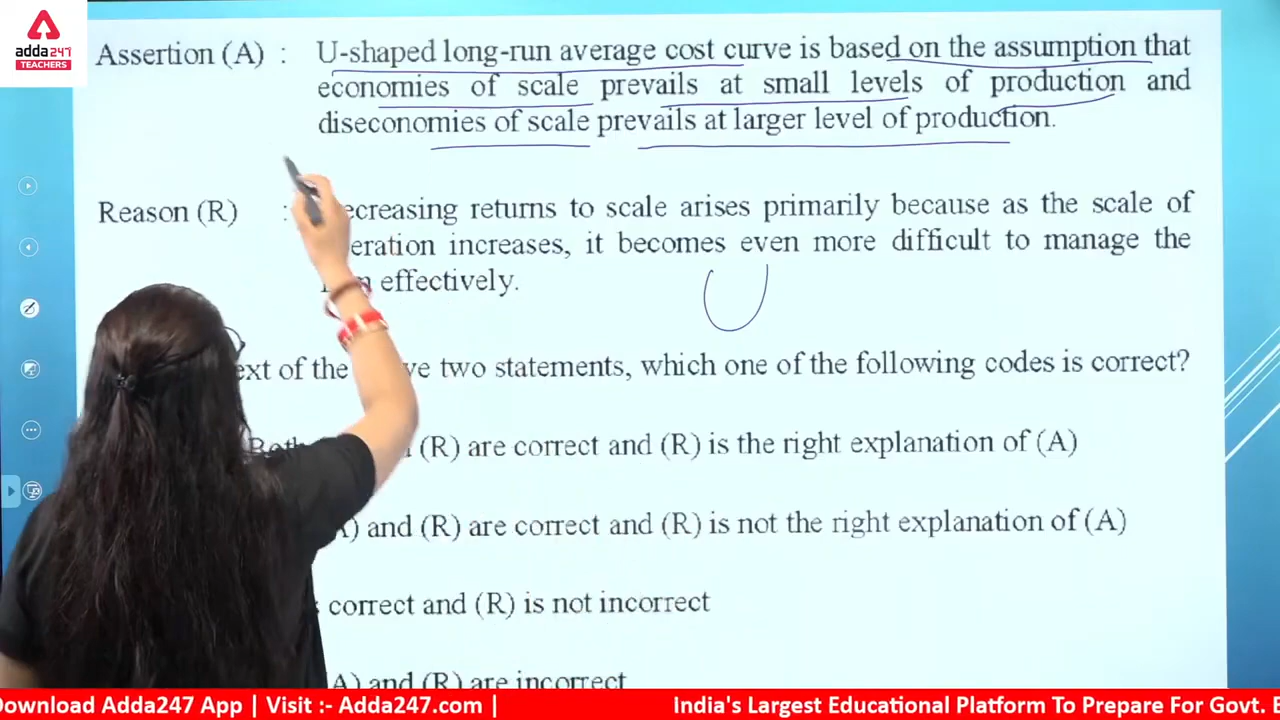 Adda247
TEACHERS
Assertion (A) : U-shaped long-run average cost curve is based on the assumption that
economies of scale prevails at small levels of production and
diseconomies of scale prevails at larger level of production.
Reason (R) : ecreasing returns to scale arises primarily because as the scale of
eration increases, it becomes even more difficult to manage the
effectively.
ext of the ve two statements, which one of the following codes is correct?
Both (R) are correct and (R) is the right explanation of (A)
) and (R) are correct and (R) is not the right explanation of (A)
correct and (R) is not incorrect
A) and (R) are incorrect
ownload Adda247 App | Visit :- Adda247.com | India's Largest Educational Platform To Prepare For Govt. E